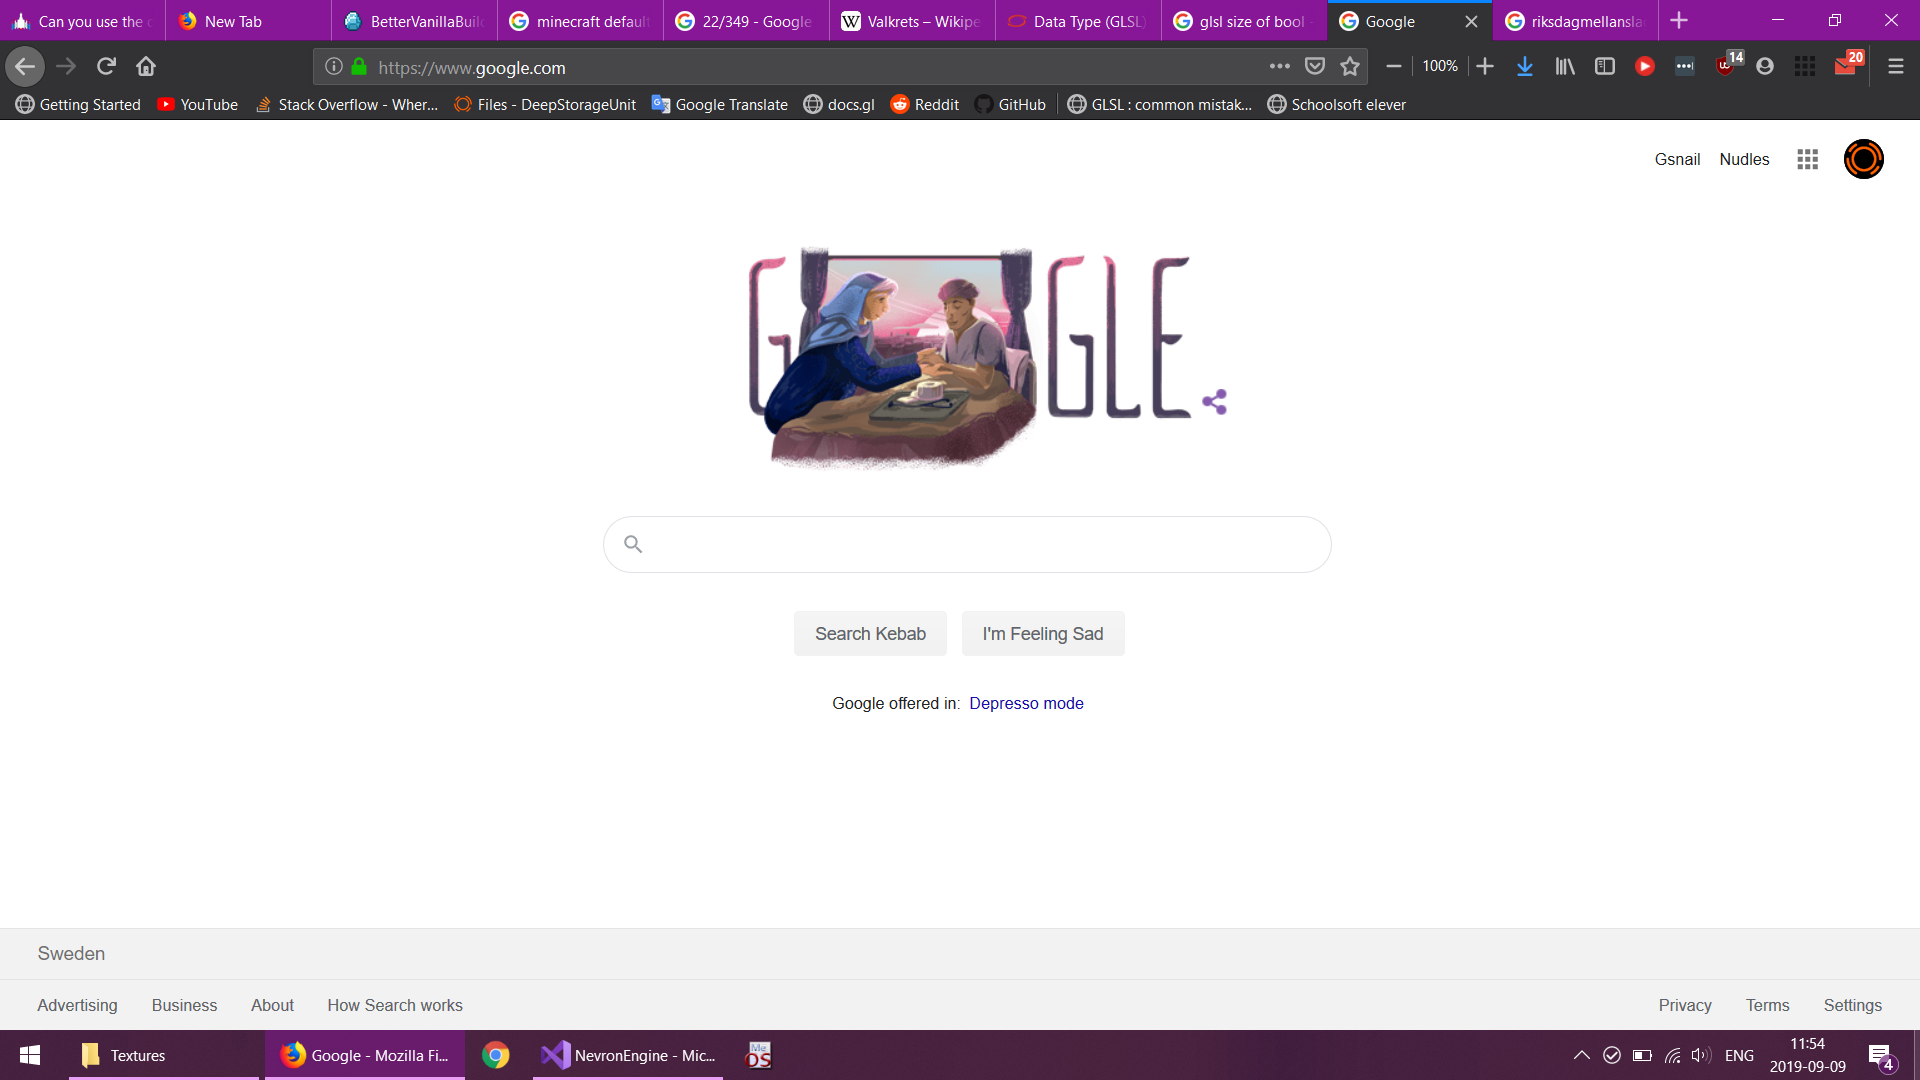 Can you use the
New Tab
BetterVanillaBuil
minecraft default
22/349 - Google
Valkrets – Wikipe
Data Type (GLSL)
glsl size of bool -
Google
riksdagmellansla
https://www.google.com
100%
14
20
Getting Started
YouTube
Stack Overflow - Wher...
Files - DeepStorageUnit
Google Translate
docs.gl
Reddit
GitHub
GLSL : common mistak...
Schoolsoft elever
Gsnail
Nudles
G GLE
Search Kebab
I'm Feeling Sad
Google offered in: Depresso mode
Sweden
Advertising
Business
About
How Search works
Privacy
Terms
Settings
Textures
Google - Mozilla Fi...
NevronEngine - Mic...
Me
OS
ENG
11:54
2019-09-09
4